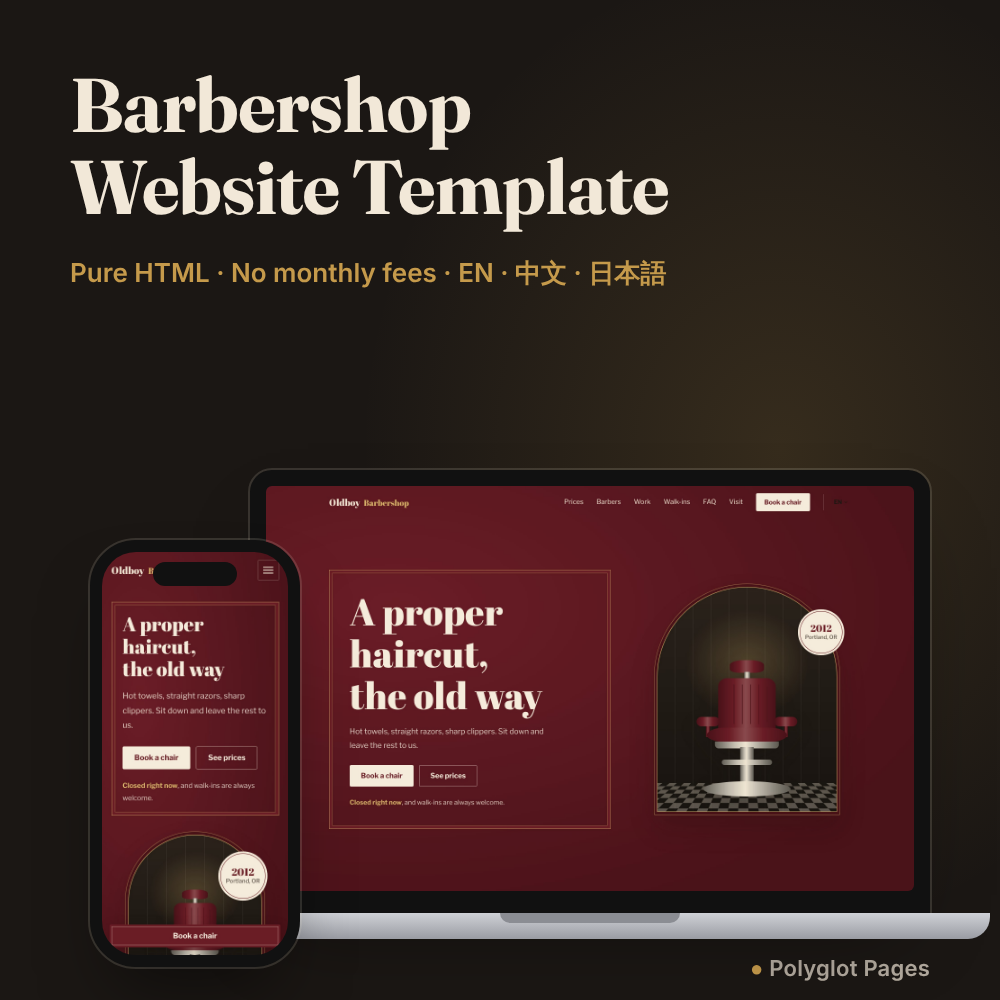 Barbershop
Website Template
Pure HTML · No monthly fees · EN · 中文 · 日本語
Oldboy Barbershop
Prices Barbers Work Walk-ins FAQ Visit Book a chair
A proper
haircut,
the old way
Hot towels, straight razors, sharp clippers. Sit down and
leave the rest to us.
Book a chair See prices
Closed right now, and walk-ins are always welcome.
2012
Portland, OR
Oldboy
A proper
haircut,
the old way
Hot towels, straight razors, sharp
clippers. Sit down and leave the rest to
us.
Book a chair See prices
Closed right now, and walk-ins are always
welcome.
2012
Portland, OR
Book a chair
Polyglot Pages